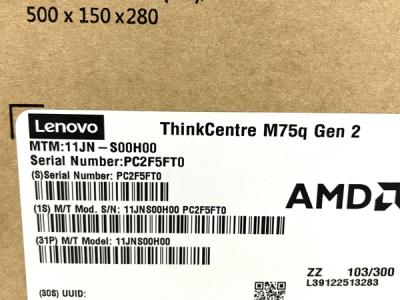 500 x 150 x 280
Lenovo
ThinkCentre M75q Gen 2
MTM:11JN-S00H00
Serial Number:PC2F5FT0
(S)Serial Number: PC2F5FT0
(1S) M/T Mod. S/N: 11JNS00H00 PC2F5FT0
AMD
(31P) M/T Model: 11JNS00H00
ZZ 103/300
L39122513283
(30S) UUID: